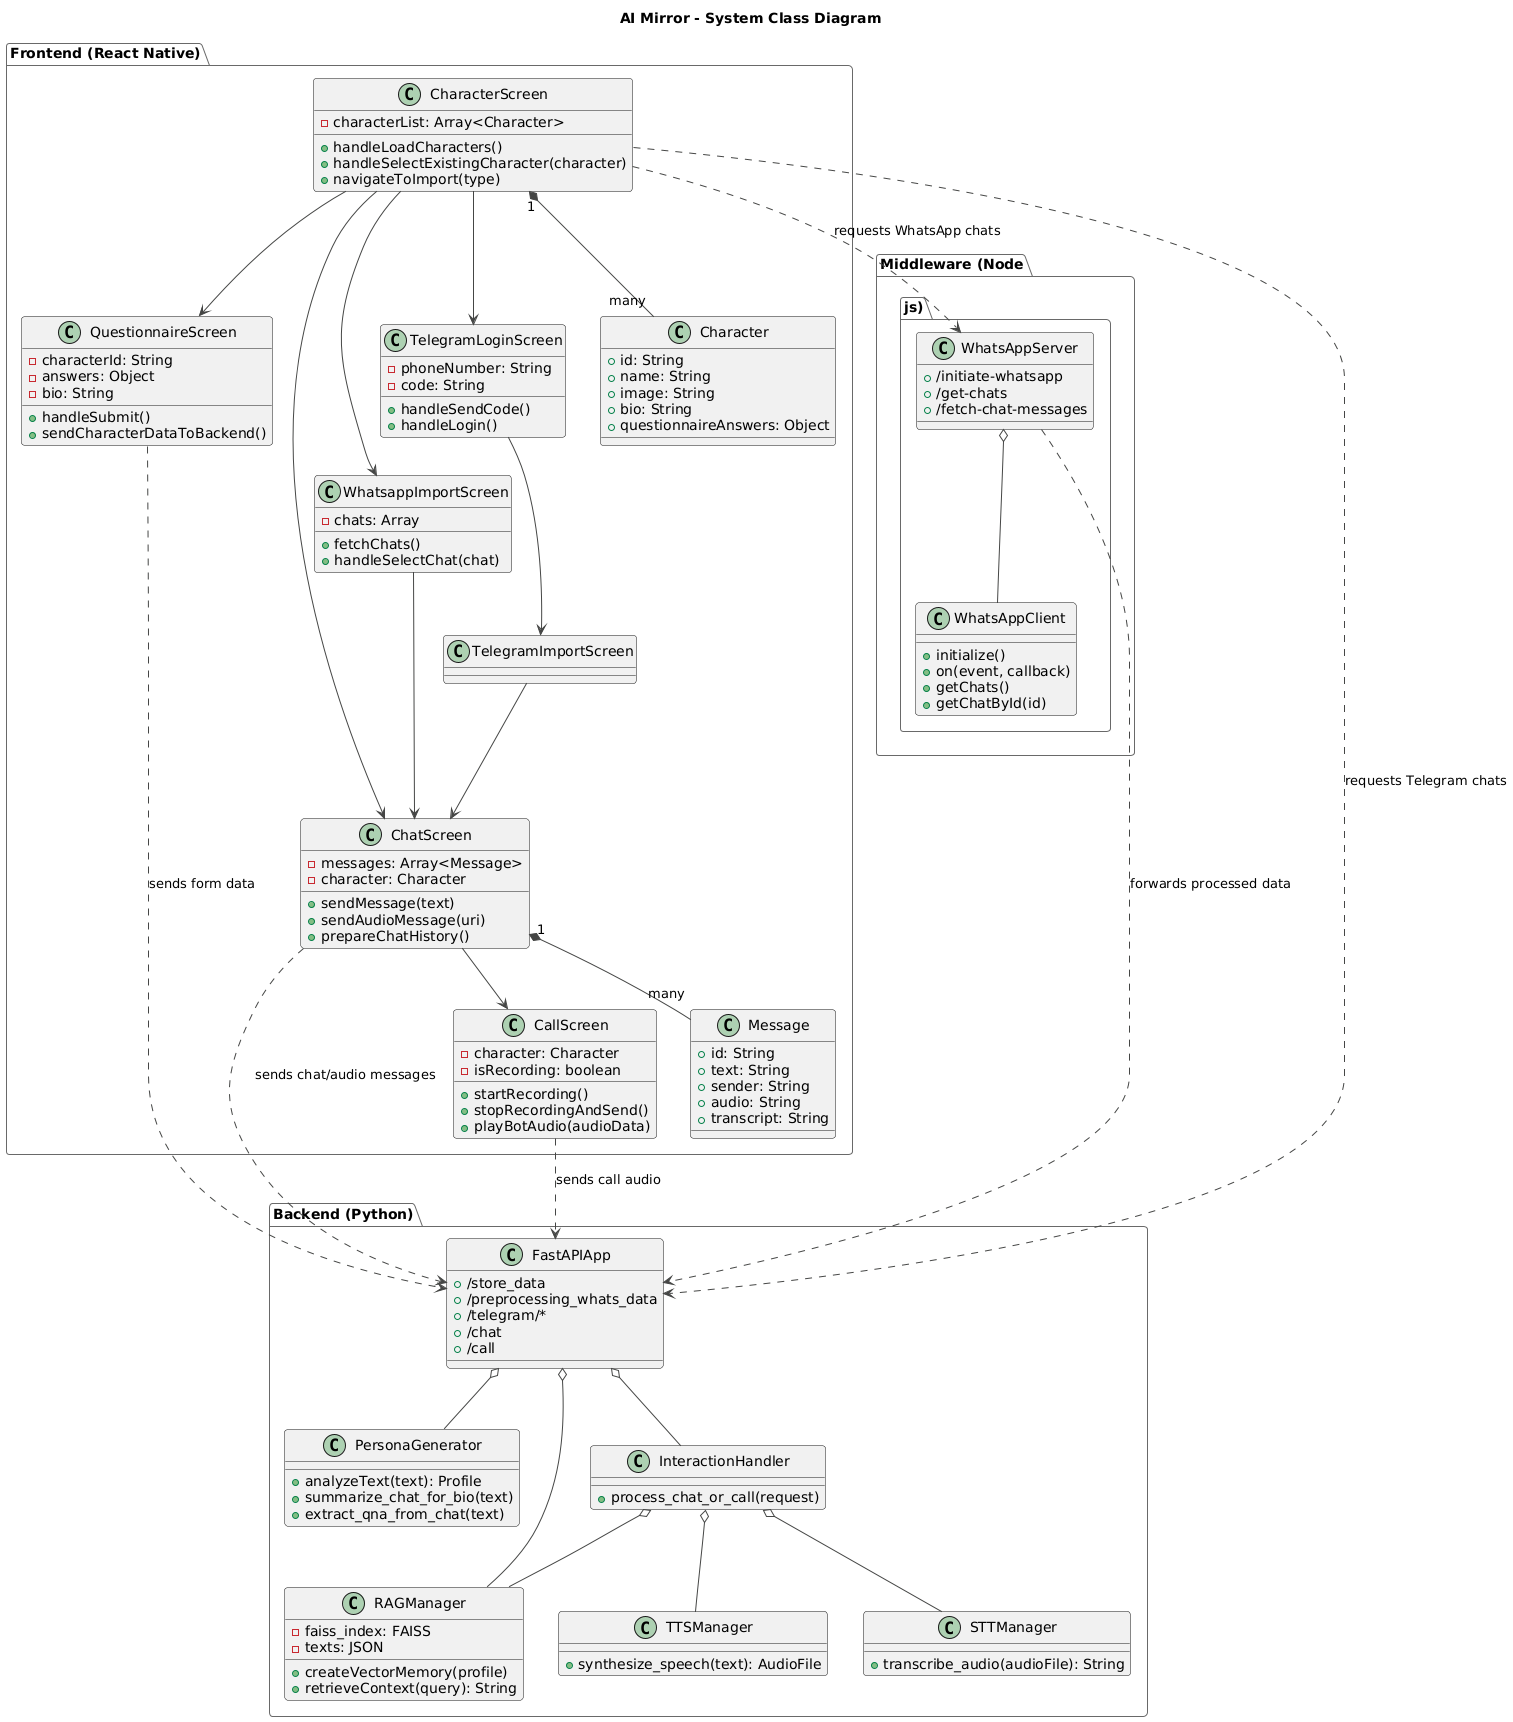 AI Mirror - System Class Diagram
Frontend (React Native)
C CharacterScreen
characterList: Array<Character>
handleLoadCharacters()
handleSelectExistingCharacter(character)
navigateToImport(type)
1
many
requests WhatsApp chats
Middleware (Node
js)
C QuestionnaireScreen
characterId: String
answers: Object
bio: String
handleSubmit()
sendCharacterDataToBackend()
C TelegramLoginScreen
phoneNumber: String
code: String
handleSendCode()
handleLogin()
C Character
id: String
name: String
image: String
bio: String
questionnaireAnswers: Object
C WhatsAppServer
/initiate-whatsapp
/get-chats
/fetch-chat-messages
C WhatsappImportScreen
chats: Array
fetchChats()
handleSelectChat(chat)
C TelegramImportScreen
C WhatsAppClient
initialize()
on(event, callback)
getChats()
getChatById(id)
requests Telegram chats
C ChatScreen
messages: Array<Message>
character: Character
sendMessage(text)
sendAudioMessage(uri)
prepareChatHistory()
sends form data
forwards processed data
1
many
sends chat/audio messages
C CallScreen
character: Character
isRecording: boolean
startRecording()
stopRecordingAndSend()
playBotAudio(audioData)
C Message
id: String
text: String
sender: String
audio: String
transcript: String
sends call audio
Backend (Python)
C FastAPIApp
/store_data
/preprocessing_whats_data
/telegram/*
/chat
/call
C PersonaGenerator
analyzeText(text): Profile
summarize_chat_for_bio(text)
extract_qna_from_chat(text)
C InteractionHandler
process_chat_or_call(request)
C RAGManager
faiss_index: FAISS
texts: JSON
createVectorMemory(profile)
retrieveContext(query): String
C TTSManager
synthesize_speech(text): AudioFile
C STTManager
transcribe_audio(audioFile): String